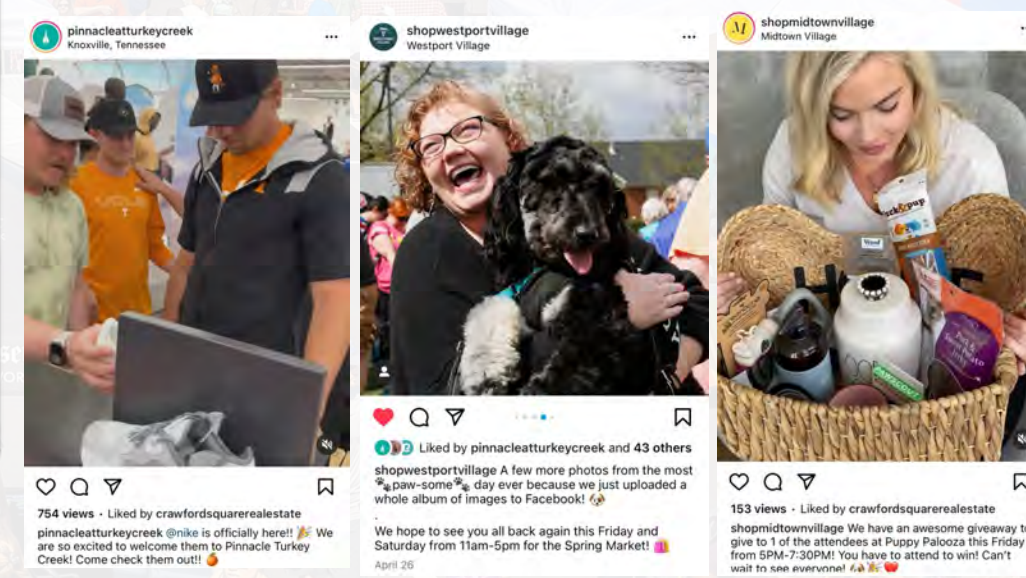 pinnacleatturkeycreek
Knoxville, Tennessee
754 views · Liked by crawfordsquarerealestate
pinnacleatturkeycreek @nike is officially here!! 🎉 We
are so excited to welcome them to Pinnacle Turkey
Creek! Come check them out!! 🍊
shopwestportvillage
Westport Village
Liked by pinnacleatturkeycreek and 43 others
shopwestportvillage A few more photos from the most
🐾paw-some🐾 day ever because we just uploaded a
whole album of images to Facebook! 🐶
.
We hope to see you all back again this Friday and
Saturday from 11am-5pm for the Spring Market! 🛍️
April 26
shopmidtownvillage
Midtown Village
153 views · Liked by crawfordsquarerealestate
shopmidtownvillage We have an awesome giveaway to
give to 1 of the attendees at Puppy Palooza this Friday
from 5PM-7:30PM! You have to attend to win! Can't
wait to see everyone! 🐶🎉❤️